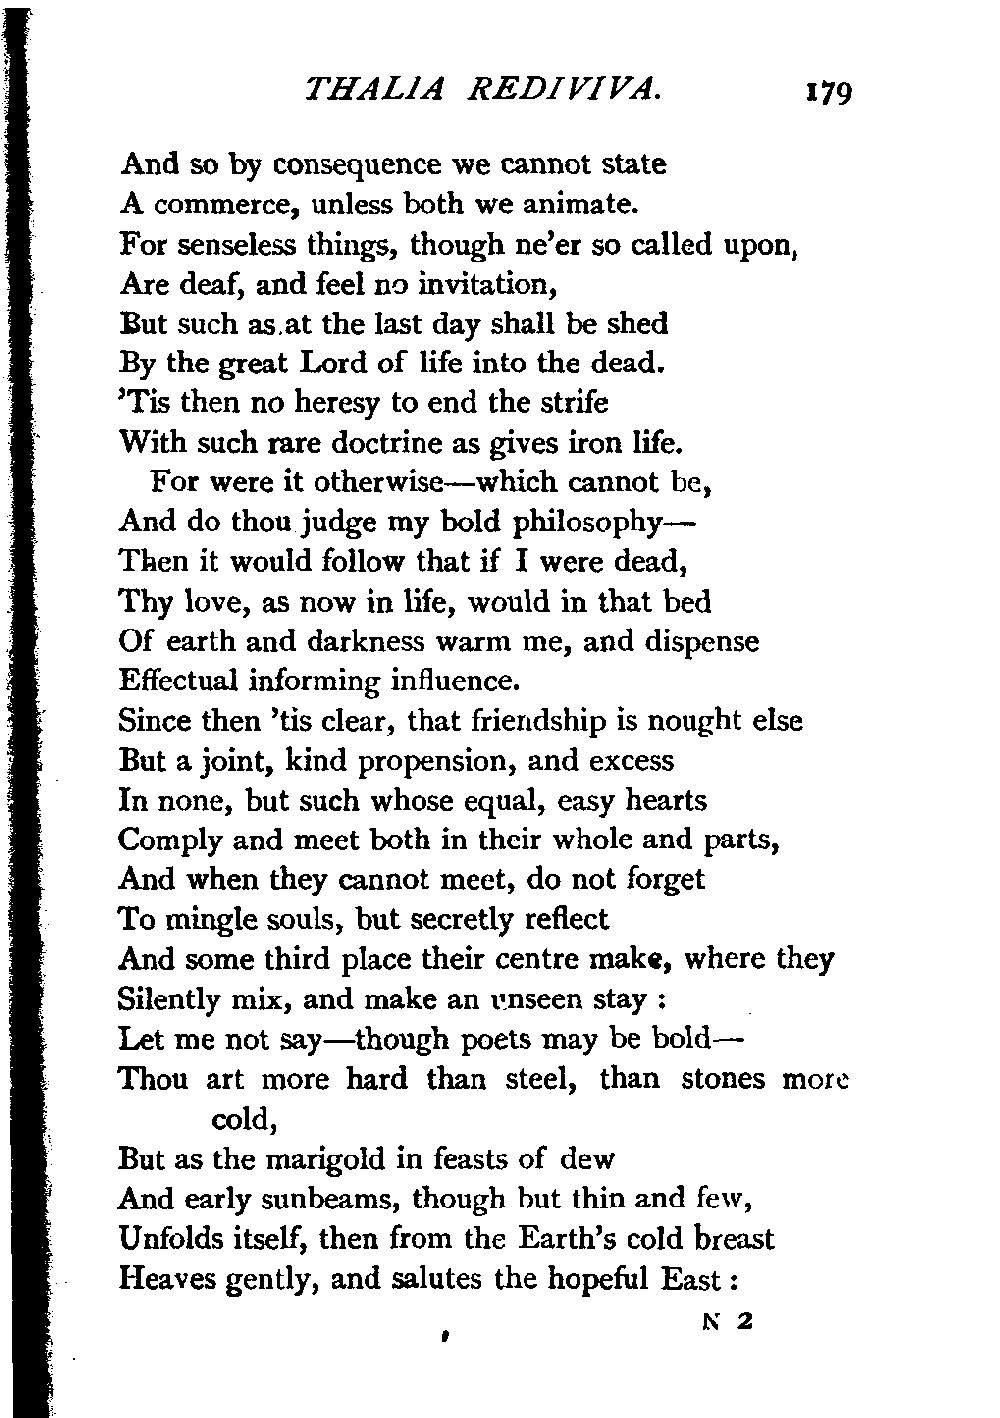 THALIA REDIVIVA. 179
And so by consequence we cannot state
A commerce, unless both we animate.
For senseless things, though ne'er so called upon,
Are deaf, and feel no invitation,
But such as at the last day shall be shed
By the great Lord of life into the dead.
'Tis then no heresy to end the strife
With such rare doctrine as gives iron life.
For were it otherwise—which cannot be,
And do thou judge my bold philosophy—
Then it would follow that if I were dead,
Thy love, as now in life, would in that bed
Of earth and darkness warm me, and dispense
Effectual informing influence.
Since then 'tis clear, that friendship is nought else
But a joint, kind propension, and excess
In none, but such whose equal, easy hearts
Comply and meet both in their whole and parts,
And when they cannot meet, do not forget
To mingle souls, but secretly reflect
And some third place their centre make, where they
Silently mix, and make an unseen stay :
Let me not say—though poets may be bold—
Thou art more hard than steel, than stones more
cold,
But as the marigold in feasts of dew
And early sunbeams, though but thin and few,
Unfolds itself, then from the Earth's cold breast
Heaves gently, and salutes the hopeful East :
N 2